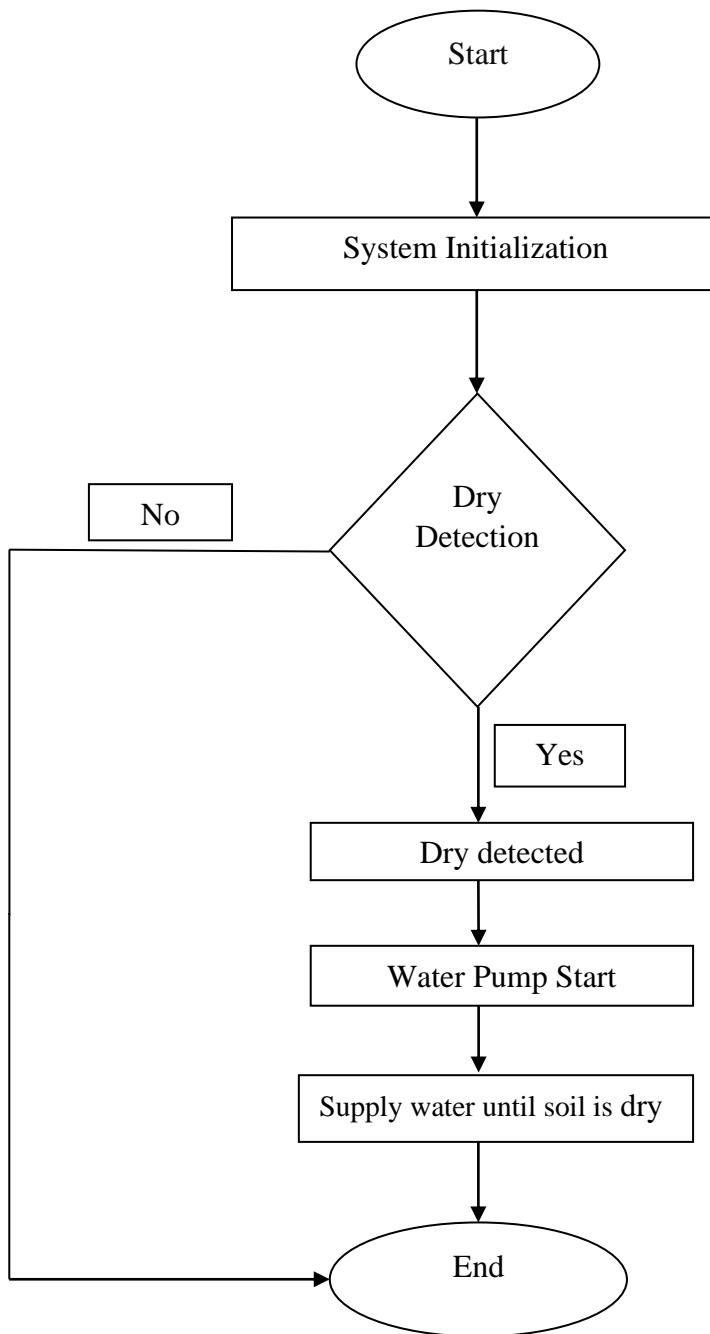 Start
System Initialization
Dry
Detection
No
Yes
Dry detected
Water Pump Start
Supply water until soil is dry
End